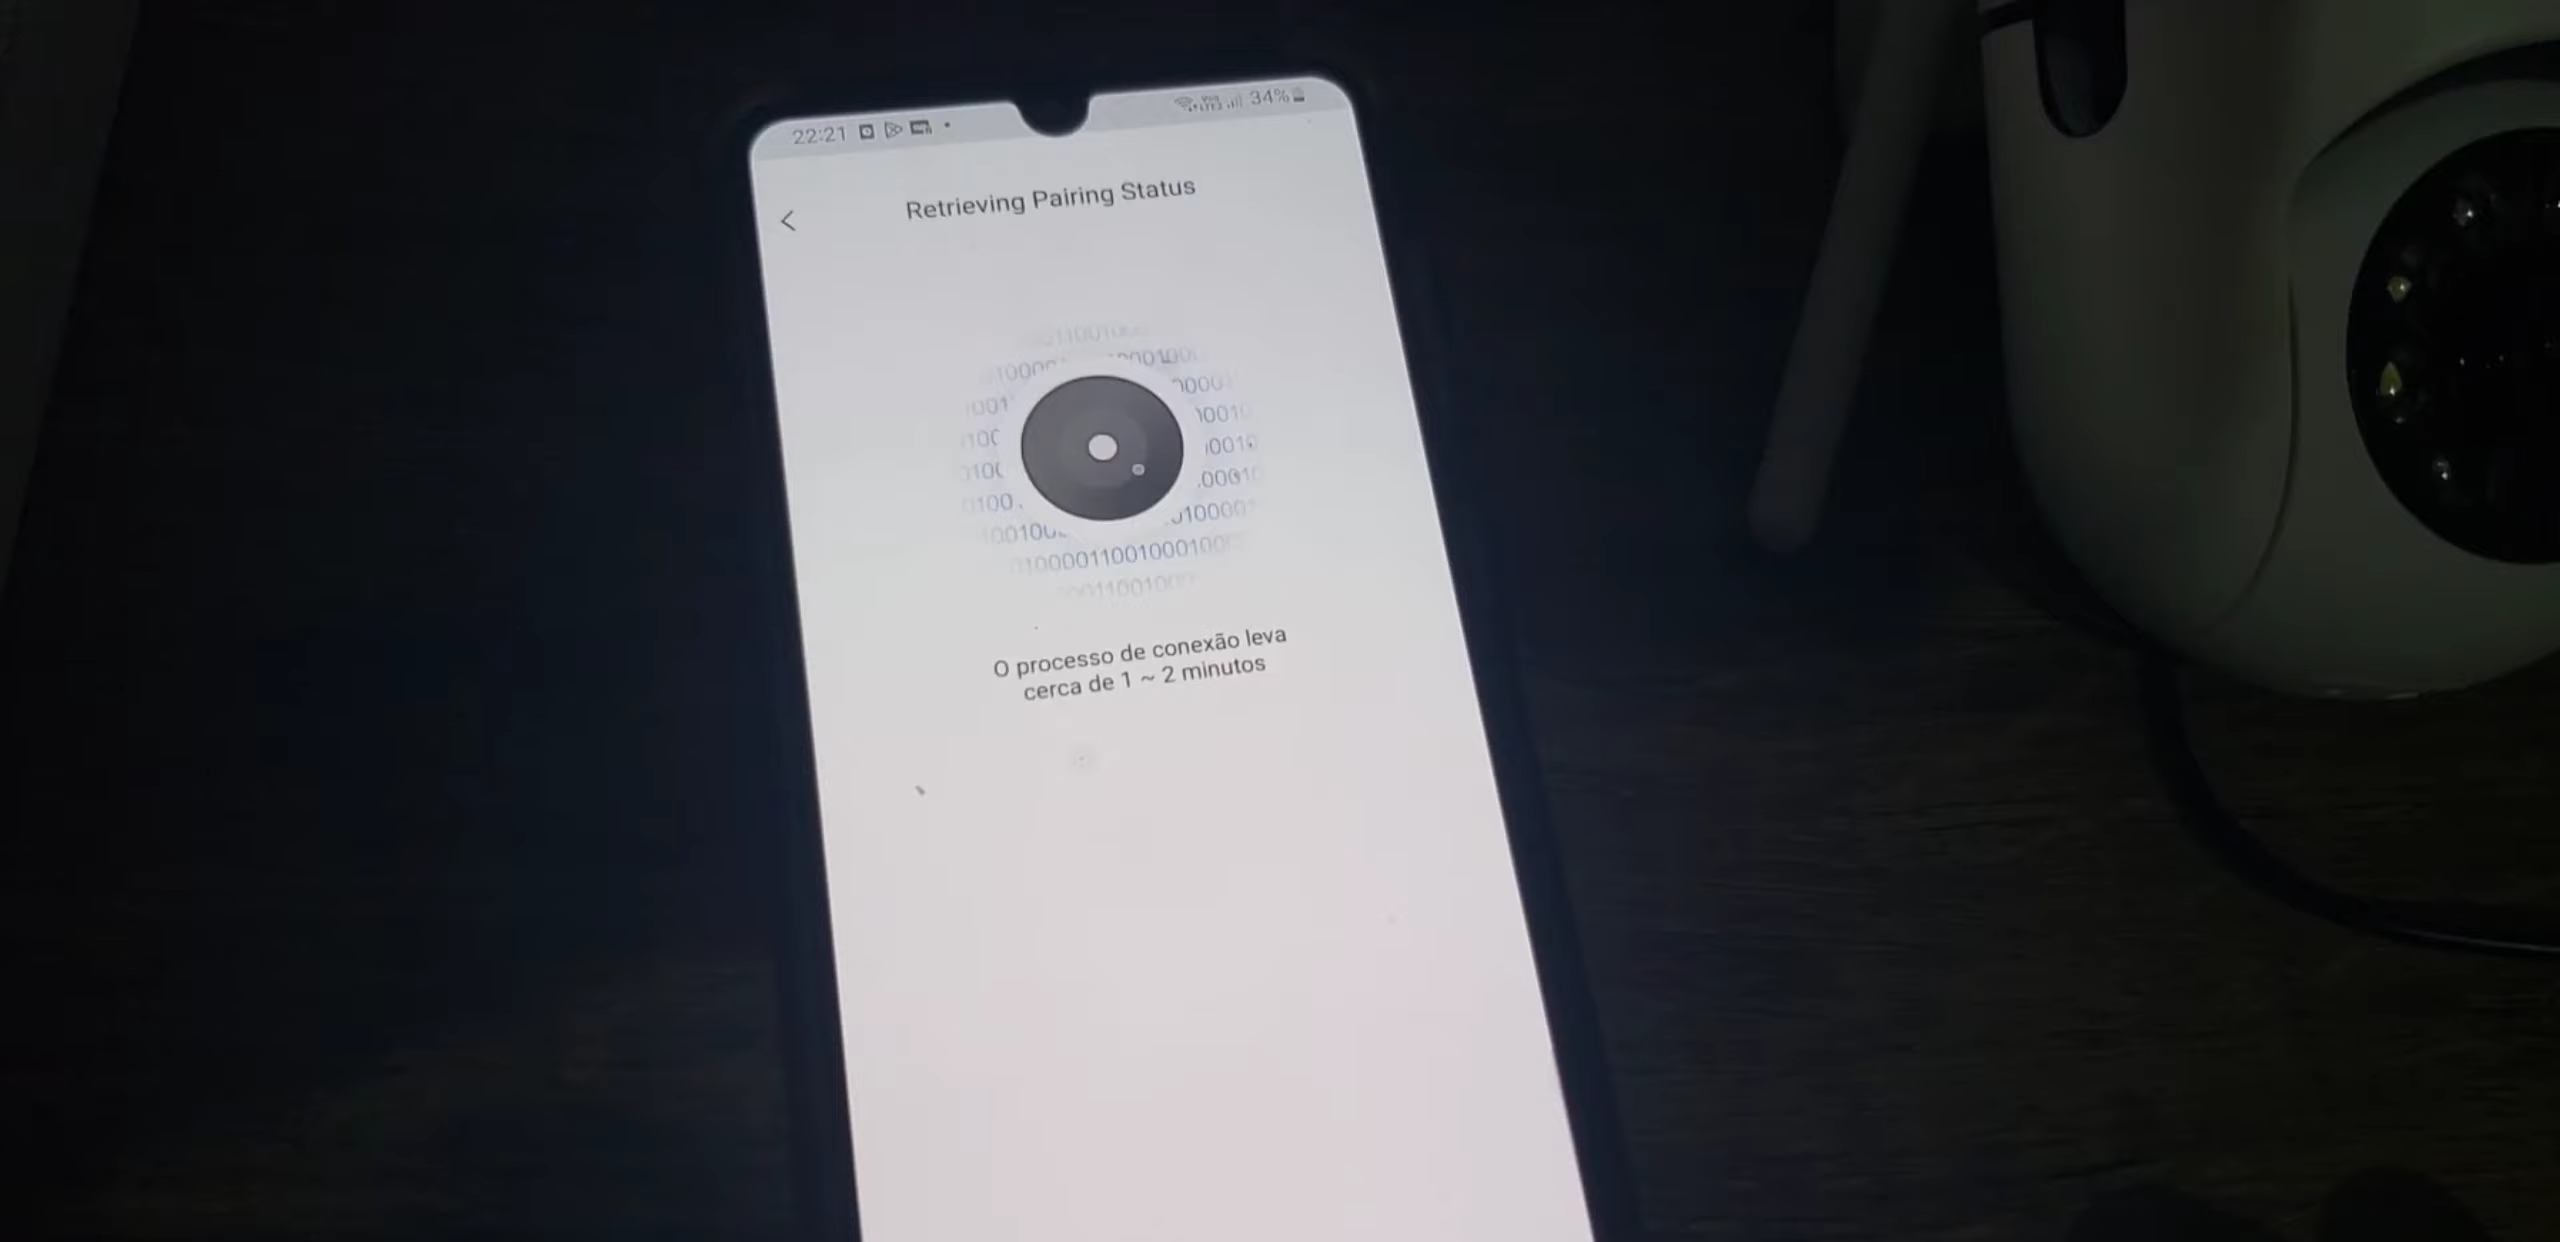 22:21
34%
Retrieving Pairing Status
O processo de conexão leva
cerca de 1 ~ 2 minutos